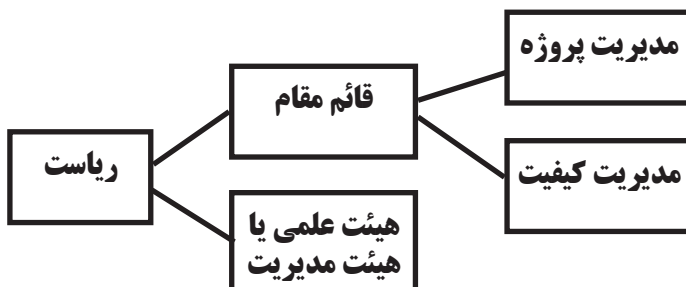 مدیریت پروژه
قائم مقام
ریاست
مدیریت کیفیت
هیئت علمی یا
هیئت مدیریت